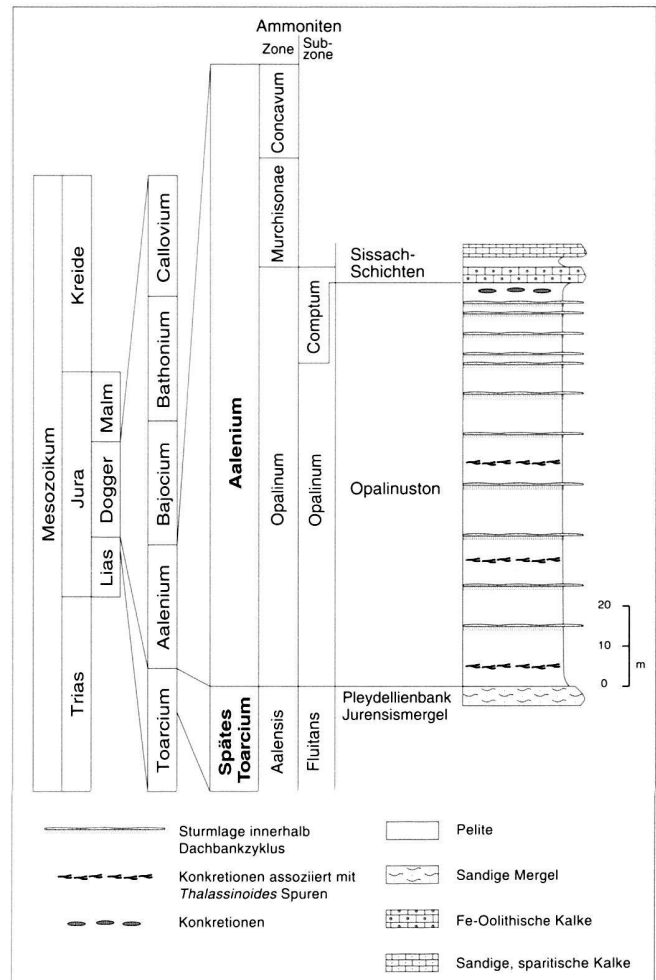 Ammoniten
Zone
Sub-
zone
Mesozoikum
Kreide
Jura
Trias
Malm
Dogger
Lias
Callovium
Bathonium
Bajocium
Aalenium
Toarcium
Aalenium
Spätes
Toarcium
Concavum
Murchisonae
Opalinum
Aalensis
Comptum
Opalinum
Fluitans
Sissach-
Schichten
Opalinuston
Pleydellienbank
Jurensismergel
20
10
0
m
Sturmlage innerhalb
Dachbankzyklus
Konkretionen assoziiert mit
Thalassinoides Spuren
Konkretionen
Pelite
Sandige Mergel
Fe-Oolithische Kalke
Sandige, sparitische Kalke